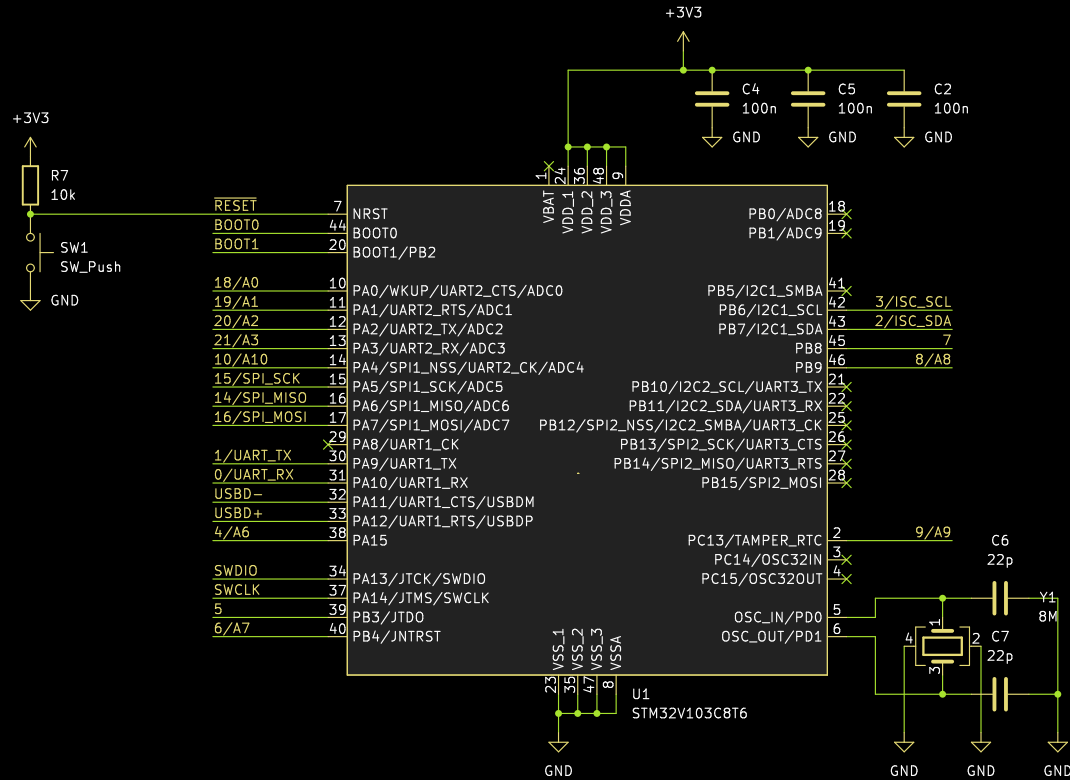 +3V3
C4
100n
C5
100n
C2
100n
GND
GND
GND
+3V3
R7
10k
SW1
SW_Push
GND
1
24
36
48
9
VBAT
VDD_1
VDD_2
VDD_3
VDDA
RESET 7 NRST
BOOT0 44 BOOT0
BOOT1 20 BOOT1/PB2
18/A0 10 PA0/WKUP/UART2_CTS/ADC0
19/A1 11 PA1/UART2_RTS/ADC1
20/A2 12 PA2/UART2_TX/ADC2
21/A3 13 PA3/UART2_RX/ADC3
10/A10 14 PA4/SPI1_NSS/UART2_CK/ADC4
15/SPI_SCK 15 PA5/SPI1_SCK/ADC5
14/SPI_MISO 16 PA6/SPI1_MISO/ADC6
16/SPI_MOSI 17 PA7/SPI1_MOSI/ADC7
29 PA8/UART1_CK
1/UART_TX 30 PA9/UART1_TX
0/UART_RX 31 PA10/UART1_RX
USBD- 32 PA11/UART1_CTS/USBDM
USBD+ 33 PA12/UART1_RTS/USBDP
4/A6 38 PA15
SWDIO 34 PA13/JTCK/SWDIO
SWCLK 37 PA14/JTMS/SWCLK
5 39 PB3/JTDO
6/A7 40 PB4/JNTRST
PB0/ADC8 18
PB1/ADC9 19
PB5/I2C1_SMBA 41
PB6/I2C1_SCL 42 3/ISC_SCL
PB7/I2C1_SDA 43 2/ISC_SDA
PB8 45 7
PB9 46 8/A8
PB10/I2C2_SCL/UART3_TX 21
PB11/I2C2_SDA/UART3_RX 22
PB12/SPI2_NSS/I2C2_SMBA/UART3_CK 25
PB13/SPI2_SCK/UART3_CTS 26
PB14/SPI2_MISO/UART3_RTS 27
PB15/SPI2_MOSI 28
PC13/TAMPER_RTC 2 9/A9
PC14/OSC32IN 3
PC15/OSC32OUT 4
OSC_IN/PD0 5
OSC_OUT/PD1 6
VSS_1
VSS_2
VSS_3
VSSA
23
35
47
8
U1
STM32V103C8T6
GND
C6
22p
Y1
8M
1
4
2
3
C7
22p
GND
GND
GND